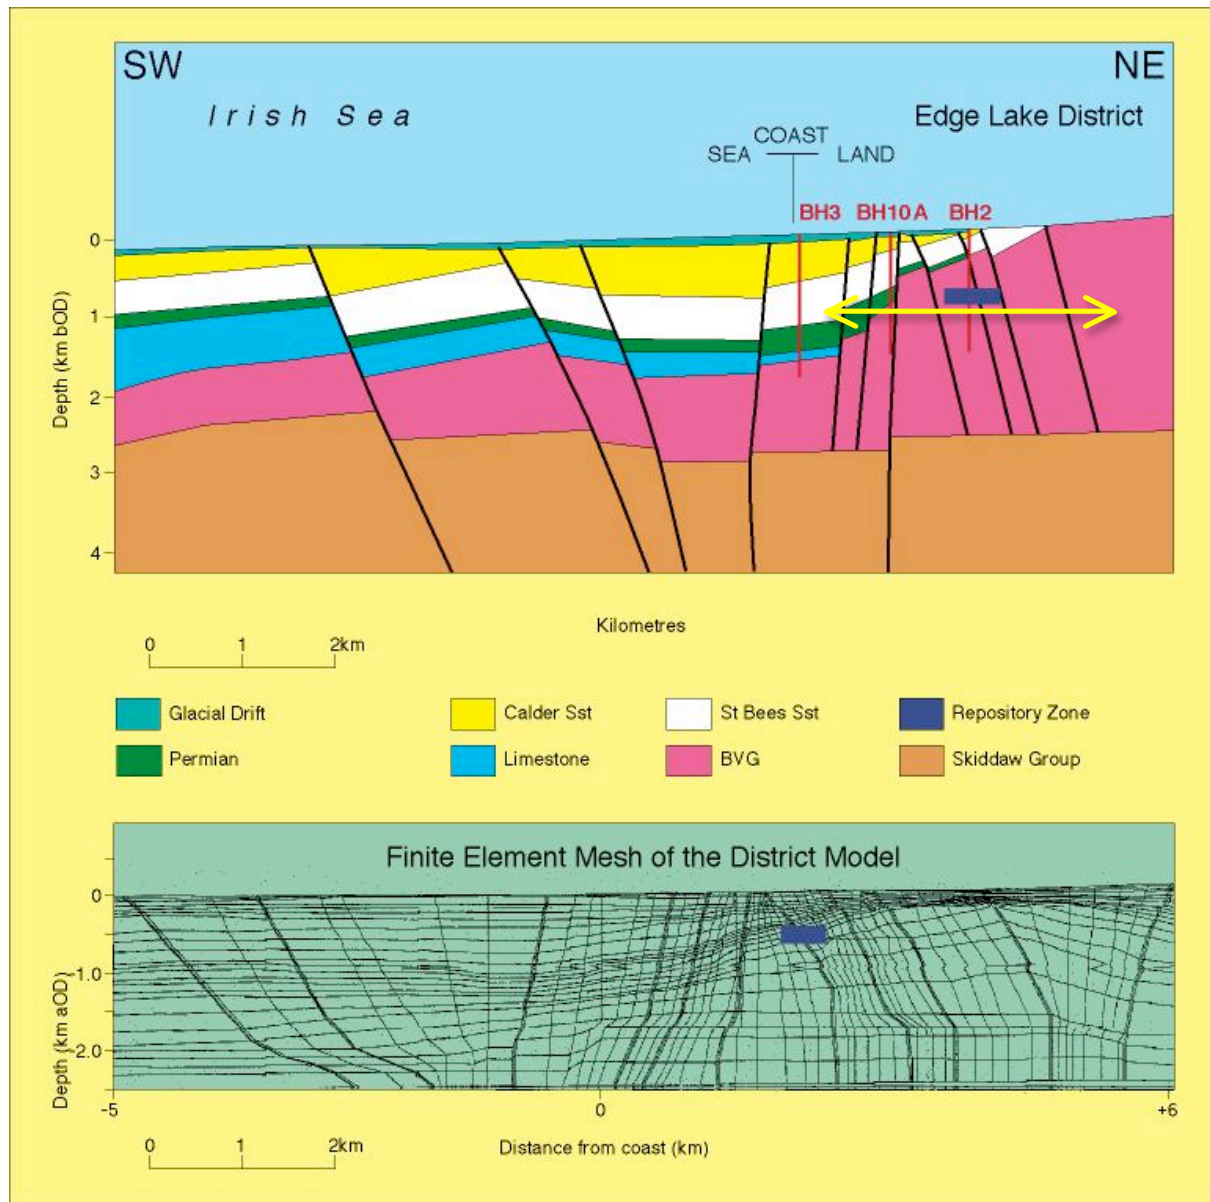 SW
NE
Irish Sea
Edge Lake District
COAST
SEA
LAND
BH3
BH10A
BH2
0
1
2
3
4
Depth (km bOD)
Kilometres
0 1 2km
Glacial Drift
Calder Sst
St Bees Sst
Repository Zone
Permian
Limestone
BVG
Skiddaw Group
Finite Element Mesh of the District Model
0
-1.0
-2.0
Depth (km aOD)
-5 0 +6
0 1 2km
Distance from coast (km)